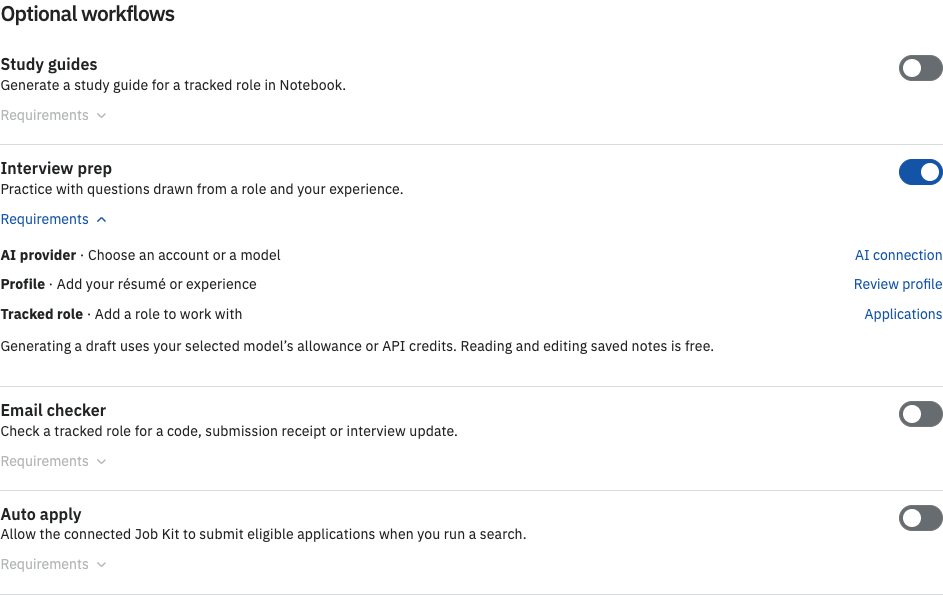 Optional workflows
Study guides
Generate a study guide for a tracked role in Notebook.
Requirements
Interview prep
Practice with questions drawn from a role and your experience.
Requirements
AI provider · Choose an account or a model
AI connection
Profile · Add your résumé or experience
Review profile
Tracked role · Add a role to work with
Applications
Generating a draft uses your selected model’s allowance or API credits. Reading and editing saved notes is free.
Email checker
Check a tracked role for a code, submission receipt or interview update.
Requirements
Auto apply
Allow the connected Job Kit to submit eligible applications when you run a search.
Requirements